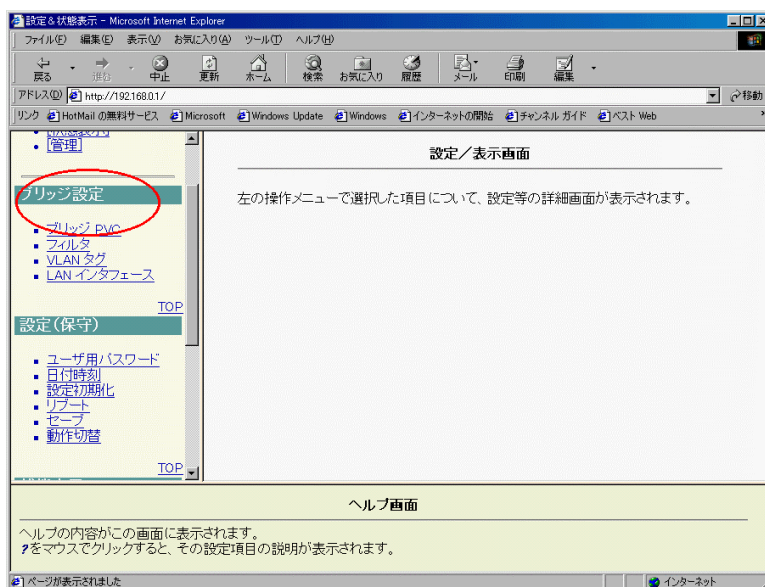 設定&状態表示 - Microsoft Internet Explorer
ファイル(F) 編集(E) 表示(V) お気に入り(A) ツール(T) ヘルプ(H)
戻る 進む 中止 更新 ホーム 検索 お気に入り 履歴 メール 印刷 編集
アドレス(D) http://192.168.0.1/ 移動
リンク HotMail の無料サービス Microsoft Windows Update Windows インターネットの開始 チャンネル ガイド ベスト Web »
[状態表示]
[管理]
ブリッジ設定
ブリッジ PVC
フィルタ
VLAN タグ
LAN インタフェース
TOP
設定(保守)
ユーザ用パスワード
日付時刻
設定初期化
リブート
セーブ
動作切替
TOP
設定/表示画面
左の操作メニューで選択した項目について、設定等の詳細画面が表示されます。
ヘルプ画面
ヘルプの内容がこの画面に表示されます。
?をマウスでクリックすると、その設定項目の説明が表示されます。
ページが表示されました インターネット